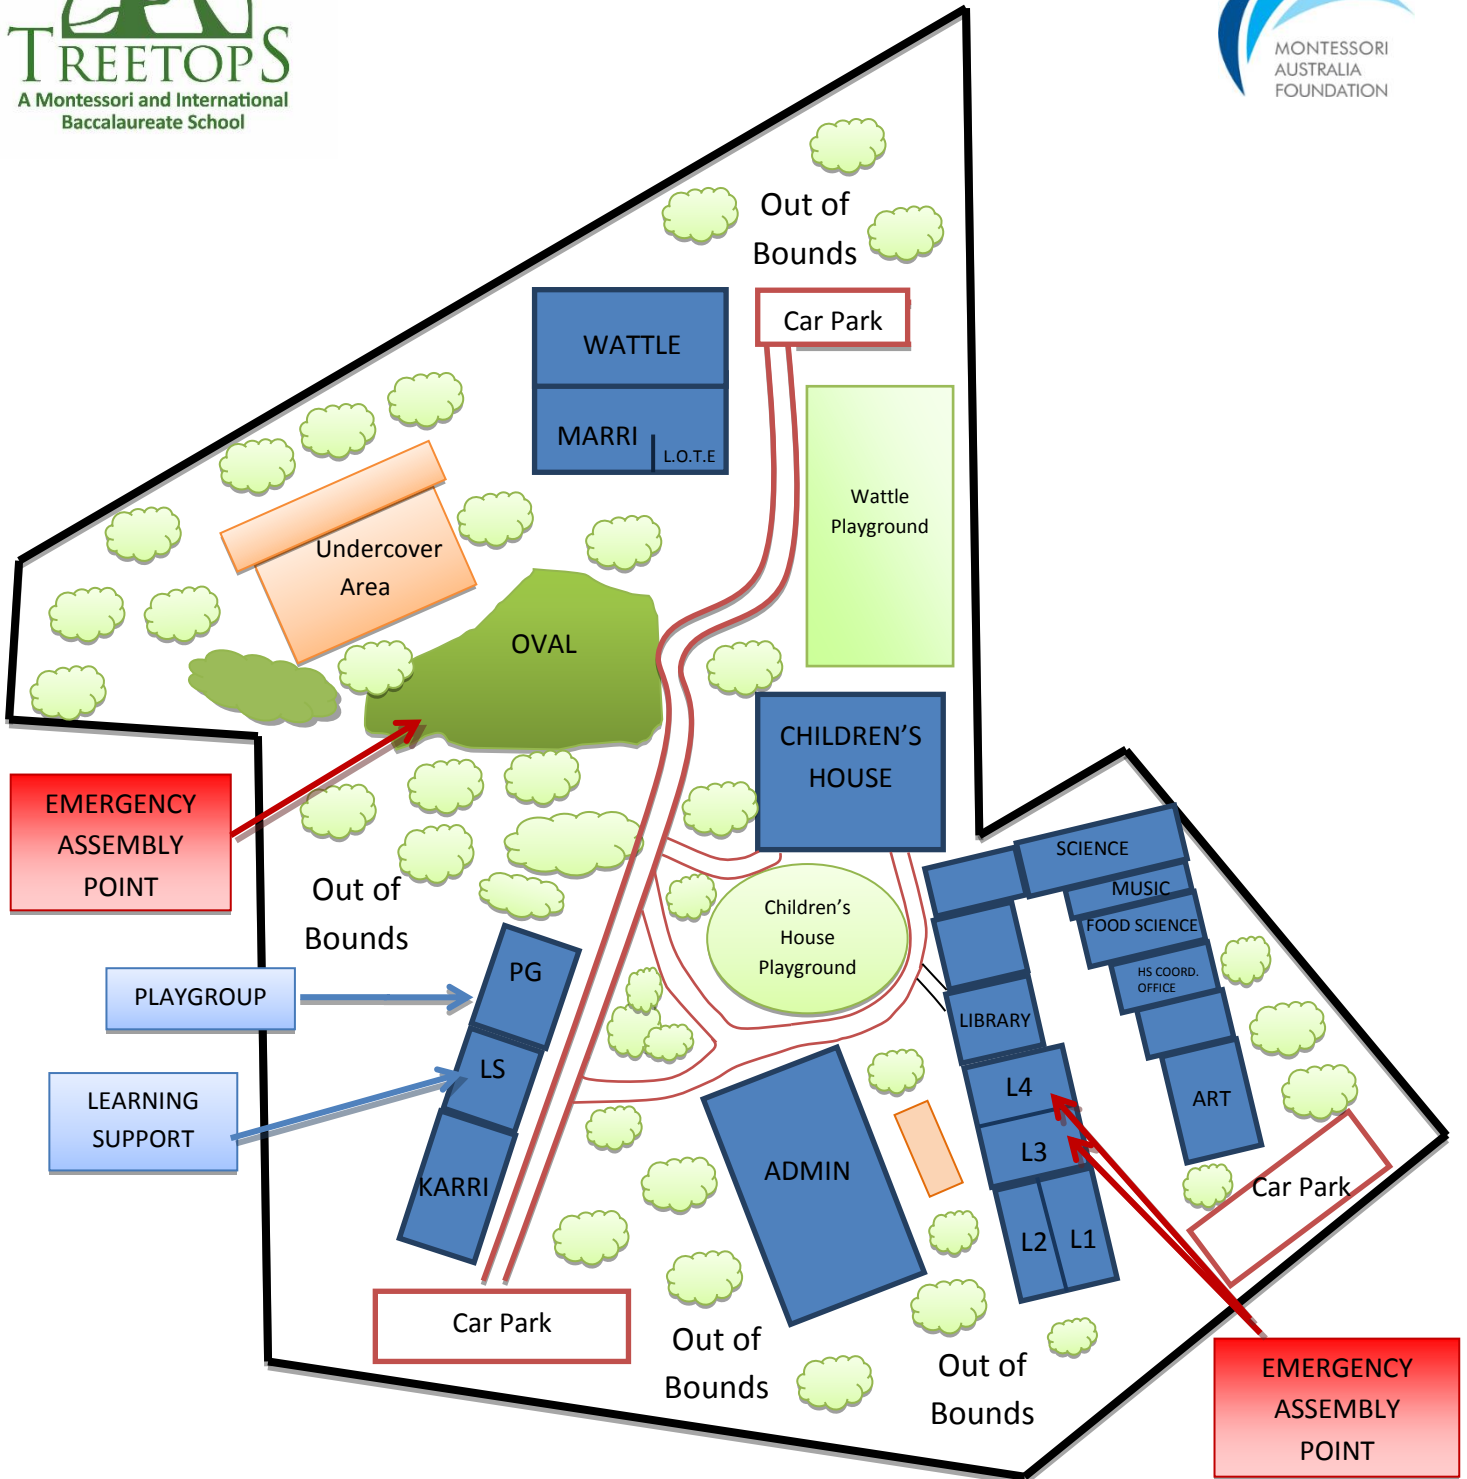 TREETOPS
A Montessori and International
Baccalaureate School
MONTESSORI
AUSTRALIA
FOUNDATION
Out of
Bounds
Car Park
WATTLE
MARRI
L.O.T.E
Wattle
Playground
Undercover
Area
OVAL
CHILDREN'S
HOUSE
EMERGENCY
ASSEMBLY
POINT
Out of
Bounds
SCIENCE
MUSIC
FOOD SCIENCE
HS COORD.
OFFICE
Children's
House
Playground
PG
PLAYGROUP
LIBRARY
LS
LEARNING
SUPPORT
L4
ART
L3
ADMIN
KARRI
Car Park
L2
L1
Car Park
Out of
Bounds
Out of
Bounds
EMERGENCY
ASSEMBLY
POINT